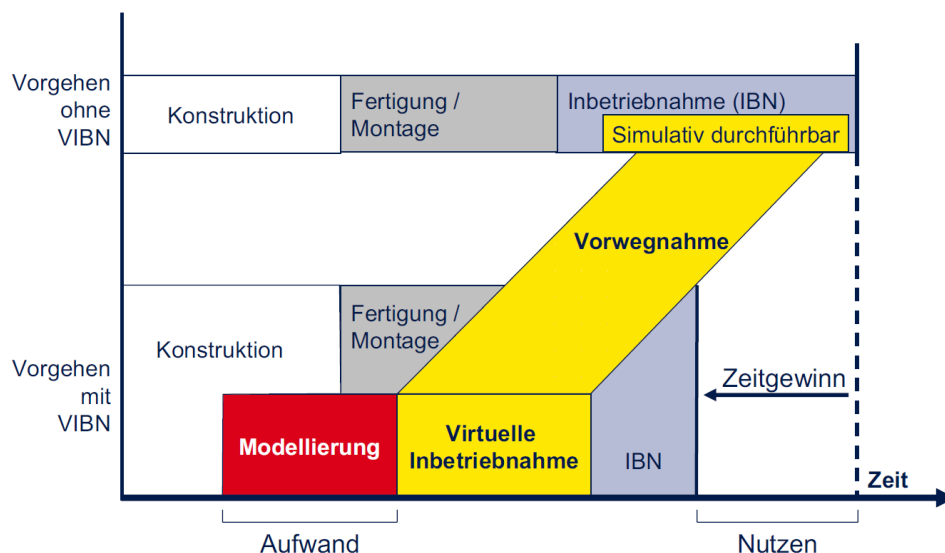 Vorgehen
ohne
VIBN
Konstruktion
Fertigung /
Montage
Inbetriebnahme (IBN)
Simulativ durchführbar
Vorwegnahme
Vorgehen
mit
VIBN
Konstruktion
Fertigung /
Montage
Zeitgewinn
Modellierung
Virtuelle
Inbetriebnahme
IBN
Zeit
Aufwand
Nutzen